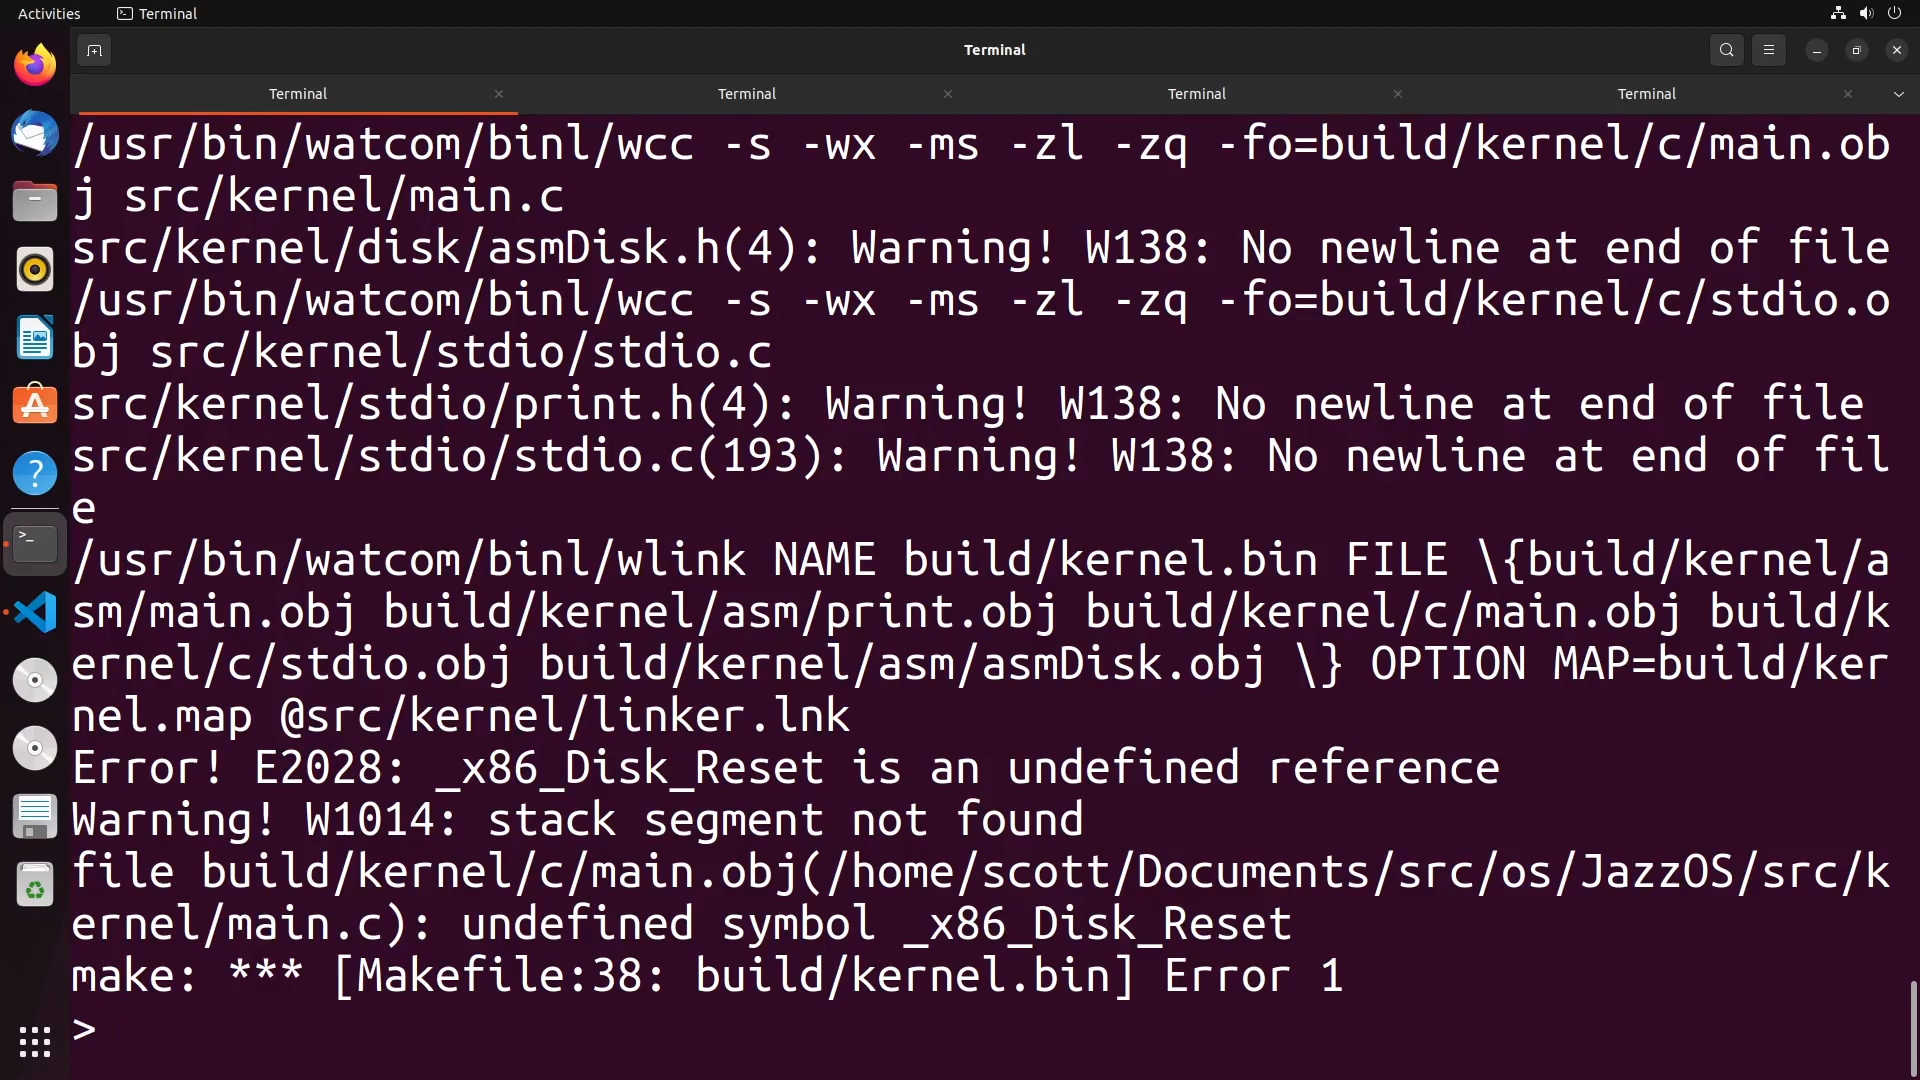 Activities
Terminal
Terminal
Terminal
Terminal
Terminal
Terminal
/usr/bin/watcom/binl/wcc -s -wx -ms -zl -zq -fo=build/kernel/c/main.ob
j src/kernel/main.c
src/kernel/disk/asmDisk.h(4): Warning! W138: No newline at end of file
/usr/bin/watcom/binl/wcc -s -wx -ms -zl -zq -fo=build/kernel/c/stdio.o
bj src/kernel/stdio/stdio.c
src/kernel/stdio/print.h(4): Warning! W138: No newline at end of file
src/kernel/stdio/stdio.c(193): Warning! W138: No newline at end of fil
e
/usr/bin/watcom/binl/wlink NAME build/kernel.bin FILE \{build/kernel/a
sm/main.obj build/kernel/asm/print.obj build/kernel/c/main.obj build/k
ernel/c/stdio.obj build/kernel/asm/asmDisk.obj \} OPTION MAP=build/ker
nel.map @src/kernel/linker.lnk
Error! E2028: _x86_Disk_Reset is an undefined reference
Warning! W1014: stack segment not found
file build/kernel/c/main.obj(/home/scott/Documents/src/os/JazzOS/src/k
ernel/main.c): undefined symbol _x86_Disk_Reset
make: *** [Makefile:38: build/kernel.bin] Error 1
>